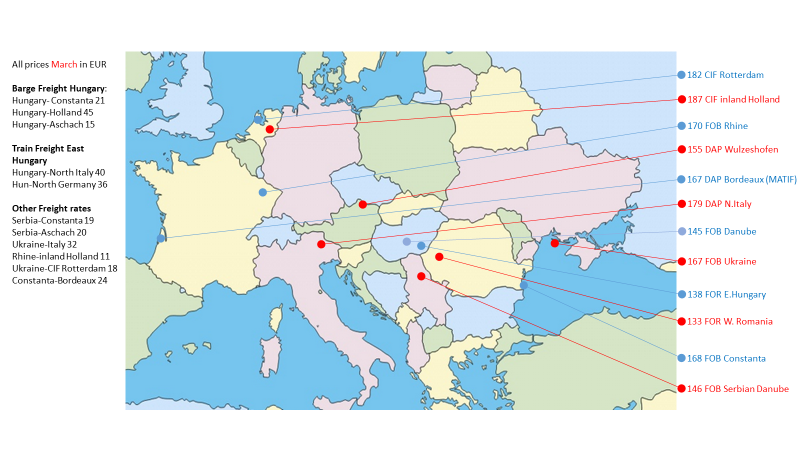 All prices March in EUR
Barge Freight Hungary:
Hungary- Constanta 21
Hungary-Holland 45
Hungary-Aschach 15
Train Freight East
Hungary
Hungary-North Italy 40
Hun-North Germany 36
Other Freight rates
Serbia-Constanta 19
Serbia-Aschach 20
Ukraine-Italy 32
Rhine-inland Holland 11
Ukraine-CIF Rotterdam 18
Constanta-Bordeaux 24
182 CIF Rotterdam
187 CIF inland Holland
170 FOB Rhine
155 DAP Wulzeshofen
167 DAP Bordeaux (MATIF)
179 DAP N.Italy
145 FOB Danube
167 FOB Ukraine
138 FOR E.Hungary
133 FOR W. Romania
168 FOB Constanta
146 FOB Serbian Danube